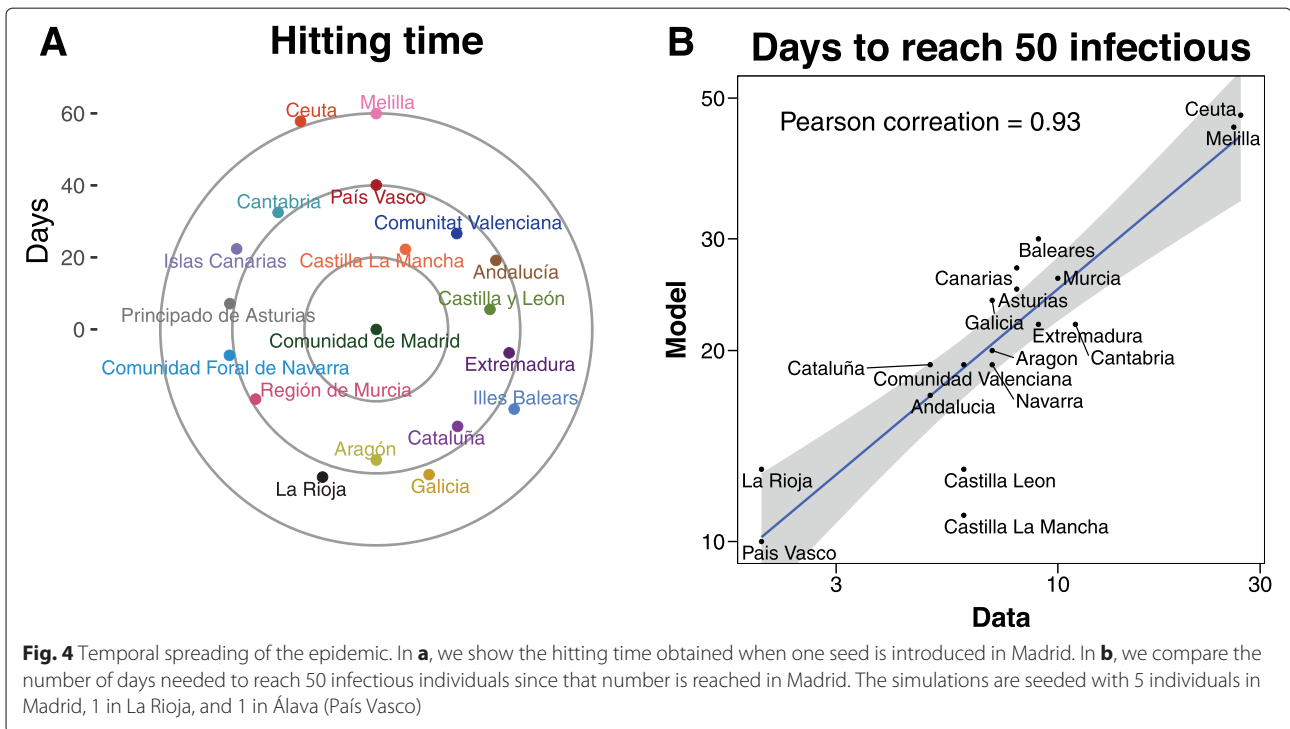 A
Hitting time
Days
60
40
20
0
Ceuta
Melilla
Cantabria
País Vasco
Comunitat Valenciana
Islas Canarias
Castilla La Mancha
Andalucía
Castilla y León
Principado de Asturias
Comunidad de Madrid
Comunidad Foral de Navarra
Extremadura
Región de Murcia
Illes Balears
Cataluña
Aragón
La Rioja
Galicia
B
Days to reach 50 infectious
Pearson correation = 0.93
Model
50
30
20
10
Ceuta
Melilla
Baleares
Canarias
Murcia
Asturias
Galicia
Extremadura
Cataluña
Aragon
Cantabria
Comunidad Valenciana
Navarra
Andalucia
La Rioja
Castilla Leon
Castilla La Mancha
Pais Vasco
3
10
30
Data
Fig. 4 Temporal spreading of the epidemic. In a, we show the hitting time obtained when one seed is introduced in Madrid. In b, we compare the
number of days needed to reach 50 infectious individuals since that number is reached in Madrid. The simulations are seeded with 5 individuals in
Madrid, 1 in La Rioja, and 1 in Álava (País Vasco)